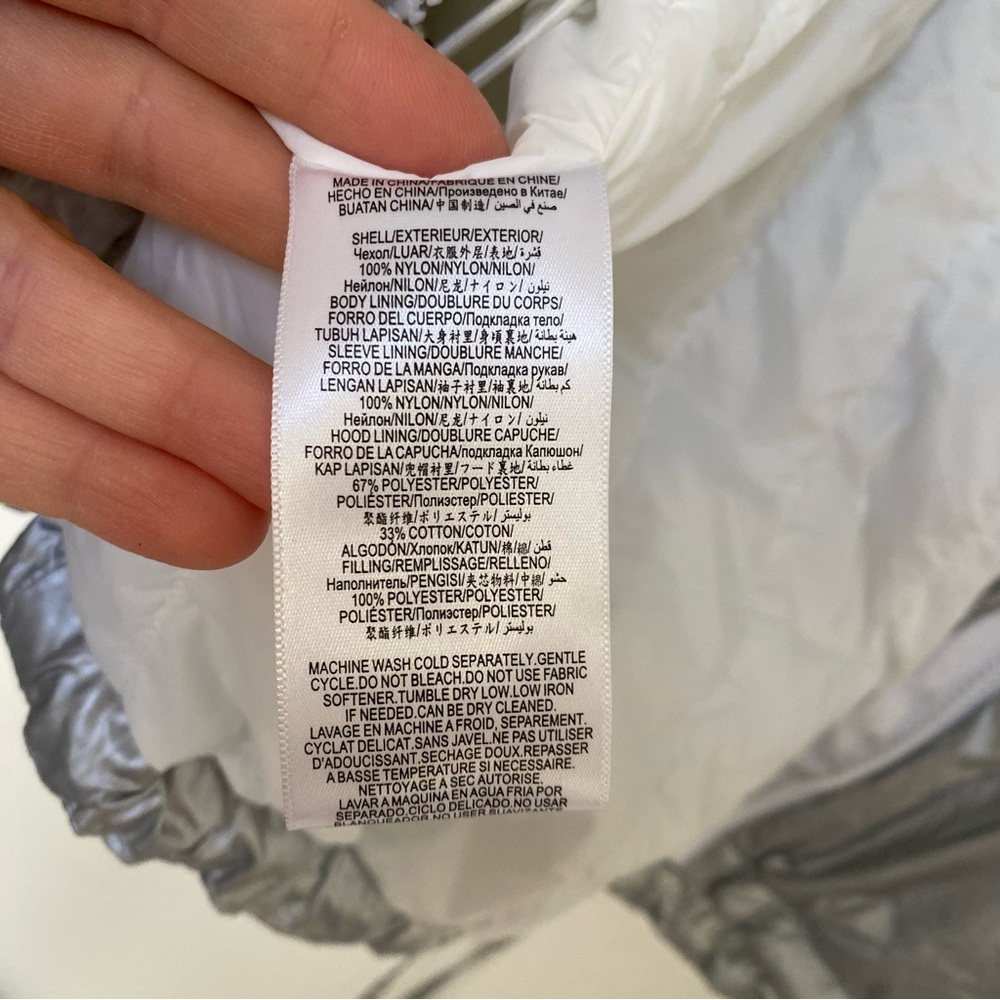 MADE IN CHINA/FABRIQUE EN CHINE/
HECHO EN CHINA/Произведено в Китае/
BUATAN CHINA/中国制造/ صنع في الصين
SHELL/EXTERIEUR/EXTERIOR/
Чехол/LUAR/衣服外层/表地/قشرة
100% NYLON/NYLON/NILON/
Нейлон/NILON/尼龙/ナイロン/ نيلون
BODY LINING/DOUBLURE DU CORPS/
FORRO DEL CUERPO/Подкладка тело/
TUBUH LAPISAN/大身衬里/身頃裏地/ هيئة بطانة
SLEEVE LINING/DOUBLURE MANCHE/
FORRO DE LA MANGA/Подкладка рукав/
LENGAN LAPISAN/袖子衬里/袖裏地/ كم بطانة
100% NYLON/NYLON/NILON/
Нейлон/NILON/尼龙/ナイロン/ نيلون
HOOD LINING/DOUBLURE CAPUCHE/
FORRO DE LA CAPUCHA/подкладка Капюшон/
KAP LAPISAN/兜帽衬里/フード裏地/ غطاء بطانة
67% POLYESTER/POLYESTER/
POLIÉSTER/Полиэстер/POLIESTER/
聚酯纤维/ポリエステル/ بوليستر
33% COTTON/COTON/
ALGODÓN/Хлопок/KATUN/棉/綿/ قطن
FILLING/REMPLISSAGE/RELLENO/
Наполнитель/PENGISI/夹芯物料/中綿/ حشو
100% POLYESTER/POLYESTER/
POLIÉSTER/Полиэстер/POLIESTER/
聚酯纤维/ポリエステル/ بوليستر
MACHINE WASH COLD SEPARATELY.GENTLE
CYCLE.DO NOT BLEACH.DO NOT USE FABRIC
SOFTENER.TUMBLE DRY LOW.LOW IRON
IF NEEDED.CAN BE DRY CLEANED.
LAVAGE EN MACHINE A FROID, SEPAREMENT.
CYCLAT DELICAT.SANS JAVEL.NE PAS UTILISER
D'ADOUCISSANT.SECHAGE DOUX.REPASSER
A BASSE TEMPERATURE SI NECESSAIRE.
NETTOYAGE A SEC AUTORISE.
LAVAR A MAQUINA EN AGUA FRIA POR
SEPARADO.CICLO DELICADO.NO USAR
BLANQUEADOR.NO USER SUAVIZANTE